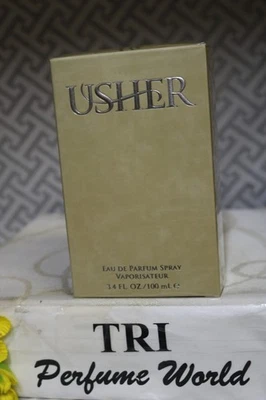 USHER
EAU DE PARFUM SPRAY
VAPORISATEUR
3.4 FL. OZ/100 mL ℮
TRI
Perfume World